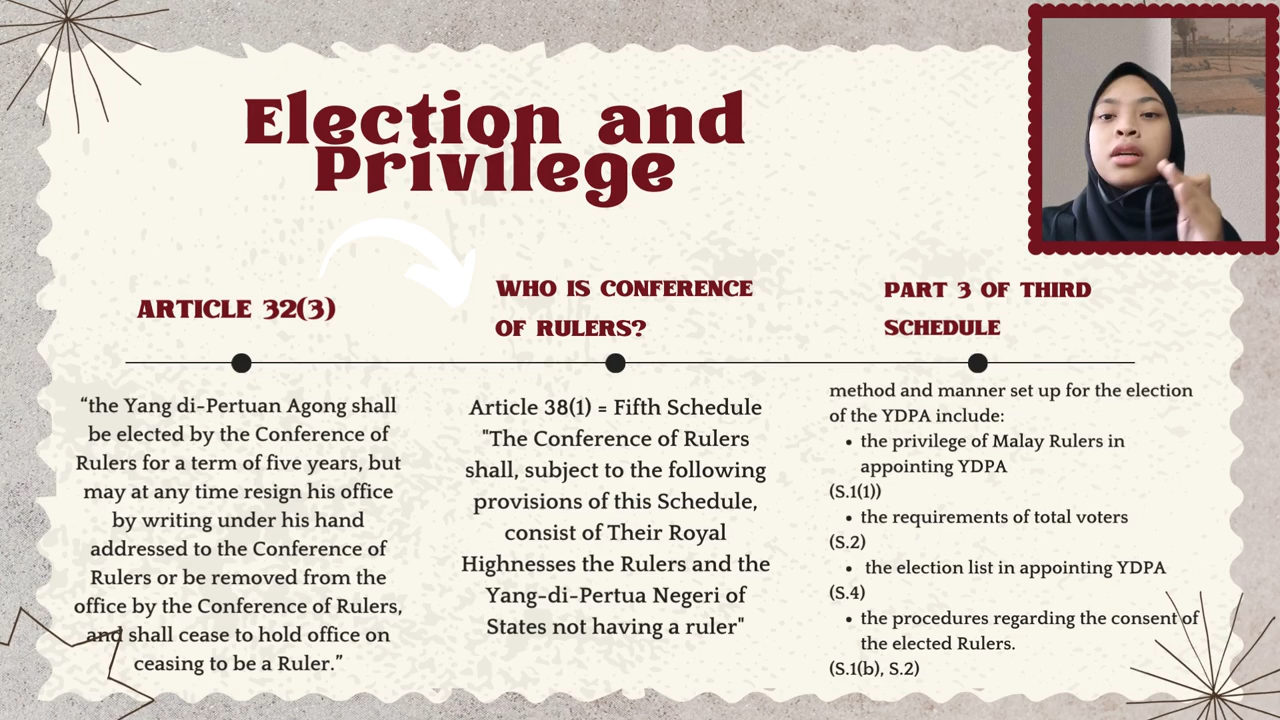 Election and
Privilege
ARTICLE 32(3)
“the Yang di-Pertuan Agong shall
be elected by the Conference of
Rulers for a term of five years, but
may at any time resign his office
by writing under his hand
addressed to the Conference of
Rulers or be removed from the
office by the Conference of Rulers,
and shall cease to hold office on
ceasing to be a Ruler.”
WHO IS CONFERENCE
OF RULERS?
Article 38(1) = Fifth Schedule
"The Conference of Rulers
shall, subject to the following
provisions of this Schedule,
consist of Their Royal
Highnesses the Rulers and the
Yang-di-Pertua Negeri of
States not having a ruler"
PART 3 OF THIRD
SCHEDULE
method and manner set up for the election
of the YDPA include:
• the privilege of Malay Rulers in
appointing YDPA
(S.1(1))
• the requirements of total voters
(S.2)
• the election list in appointing YDPA
(S.4)
• the procedures regarding the consent of
the elected Rulers.
(S.1(b), S.2)